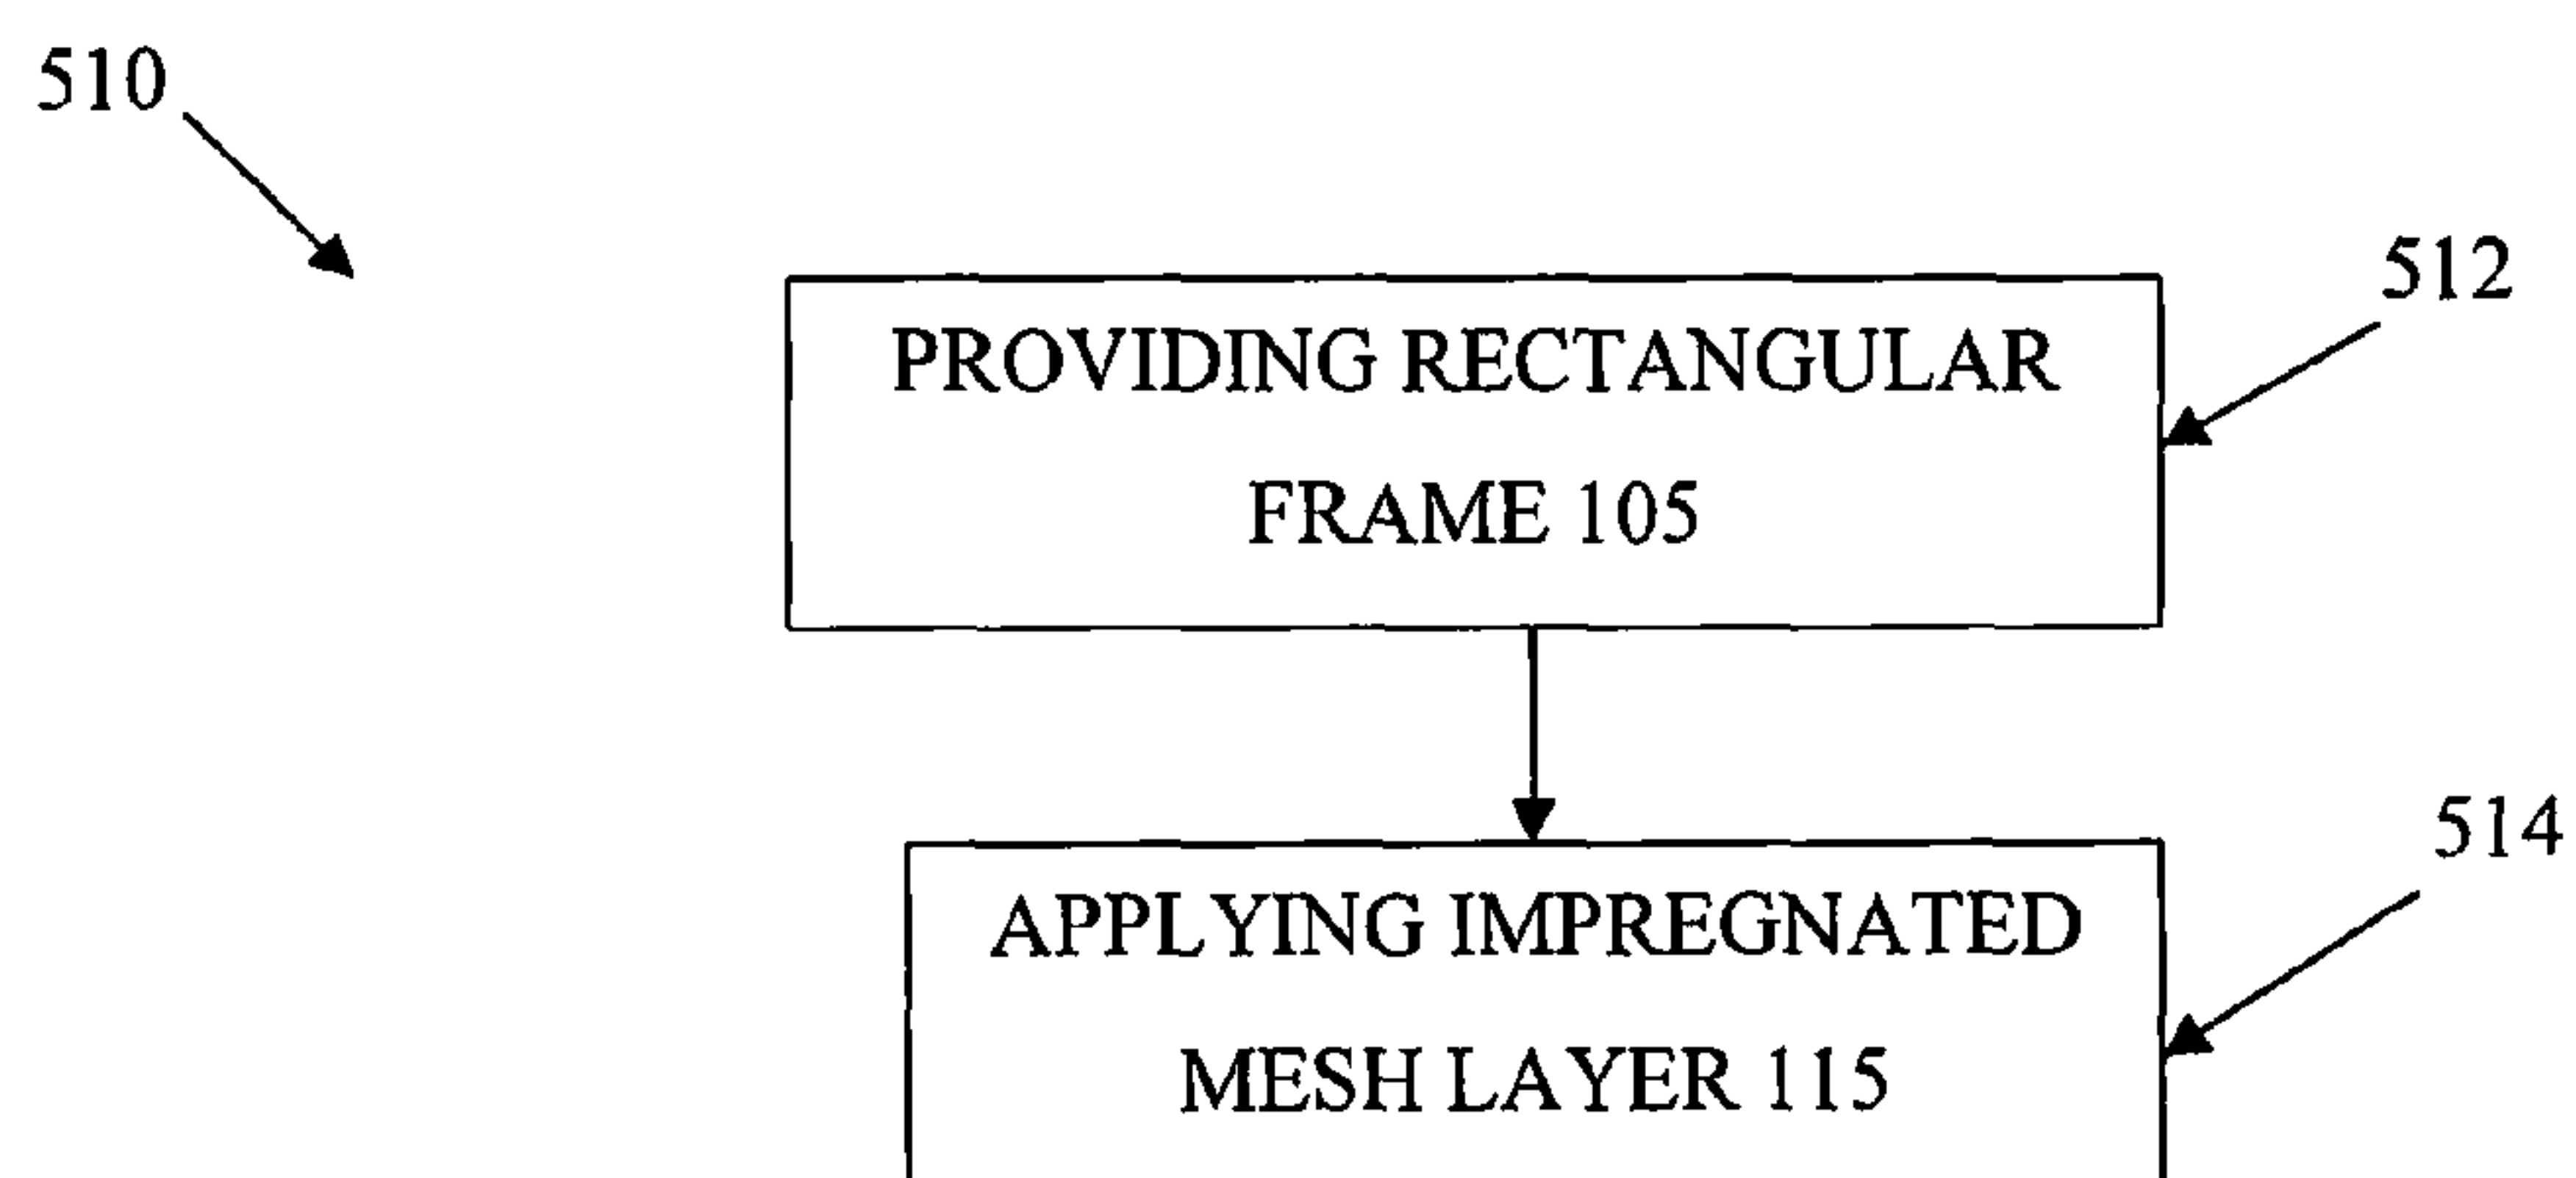 510
512
PROVIDING RECTANGULAR
FRAME 105
514
APPLYING IMPREGNATED
MESH LAYER 115